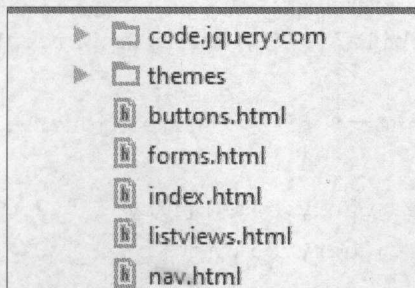 code.jquery.com
themes
buttons.html
forms.html
index.html
listviews.html
nav.html